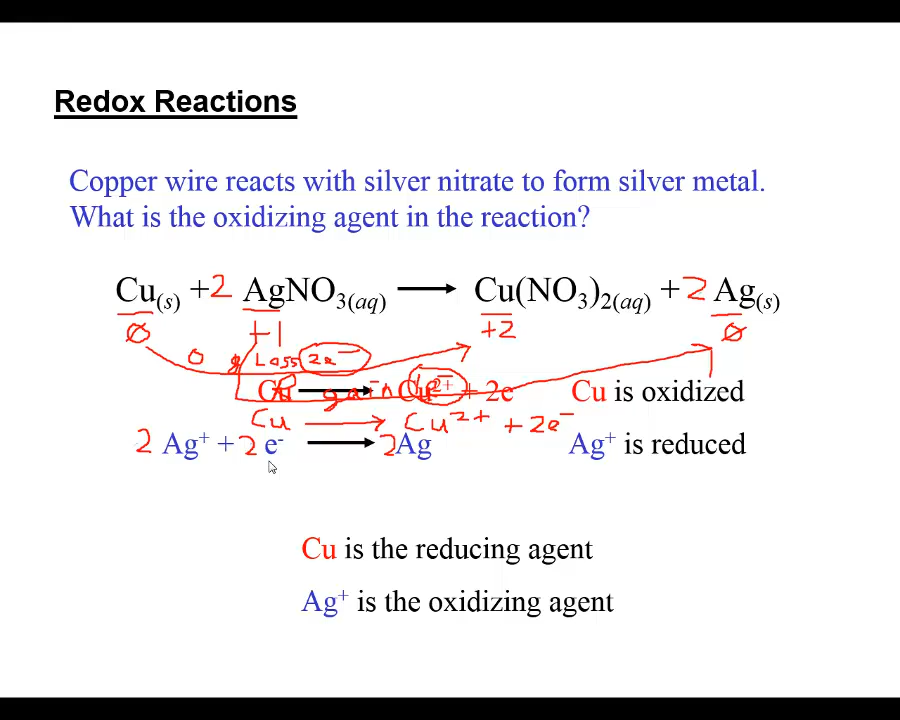 Redox Reactions
Copper wire reacts with silver nitrate to form silver metal.
What is the oxidizing agent in the reaction?
Cu(s) + 2 AgNO3(aq) → Cu(NO3)2(aq) + 2 Ag(s)
0 +1 +2 0
O Loss 2e⁻
gain 1e⁻
Cu → Cu²⁺ + 2e Cu is oxidized
Cu → Cu²⁺ + 2e⁻
2 Ag⁺ + 2 e⁻ → 2Ag Ag⁺ is reduced
Cu is the reducing agent
Ag⁺ is the oxidizing agent